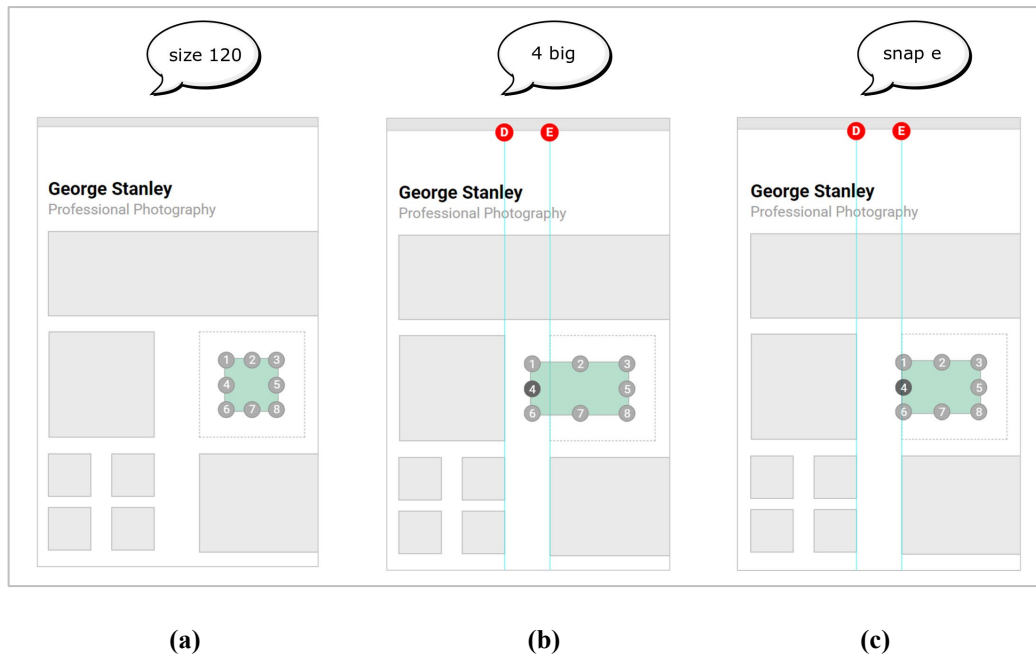 size 120
4 big
snap e
D E
D E
George Stanley
Professional Photography
George Stanley
Professional Photography
George Stanley
Professional Photography
1 2 3
4 5
6 7 8
1 2 3
4 5
6 7 8
1 2 3
4 5
6 7 8
(a) (b) (c)